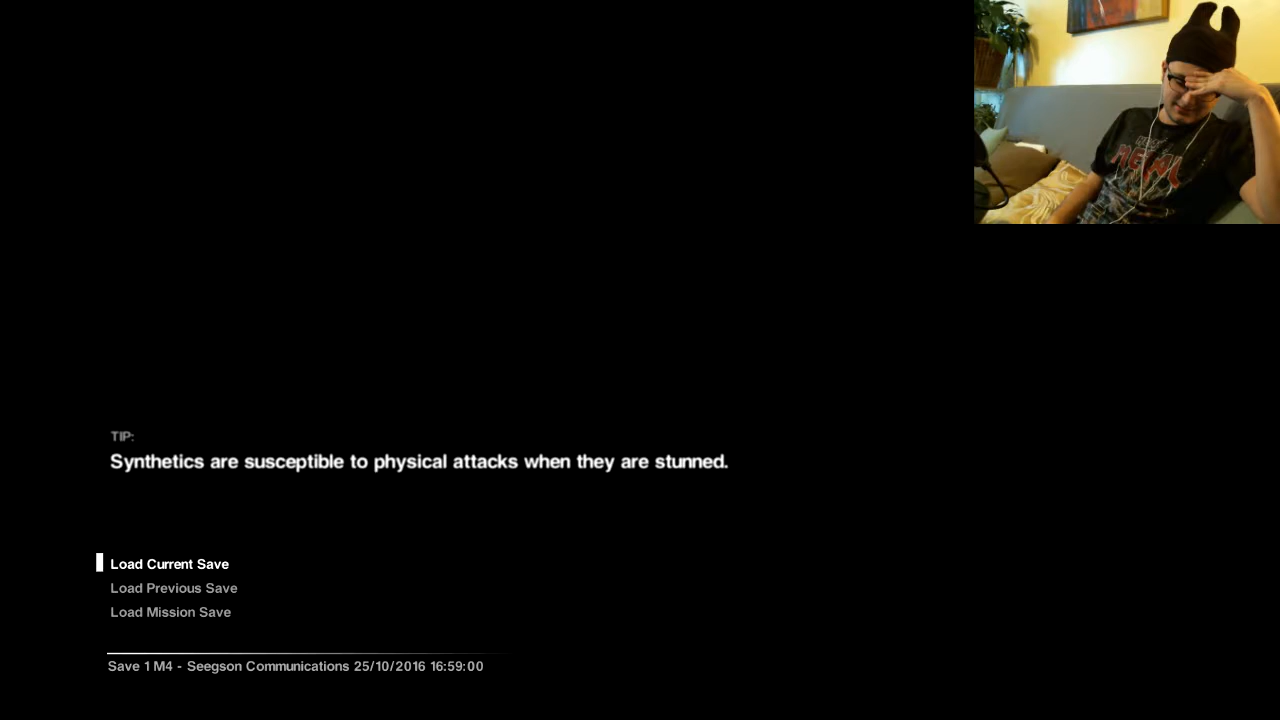 METAL
TIP:
Synthetics are susceptible to physical attacks when they are stunned.
Load Current Save
Load Previous Save
Load Mission Save
Save 1 M4 - Seegson Communications 25/10/2016 16:59:00